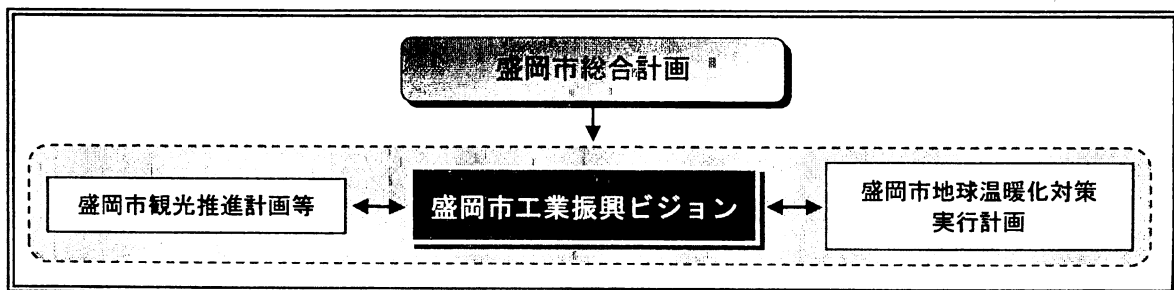 盛岡市総合計画
盛岡市観光推進計画等
盛岡市工業振興ビジョン
盛岡市地球温暖化対策
実行計画